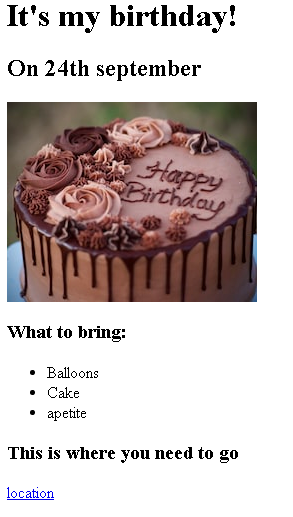 It's my birthday!
On 24th september
Happy
Birthday
What to bring:
Balloons
Cake
apetite
This is where you need to go
location